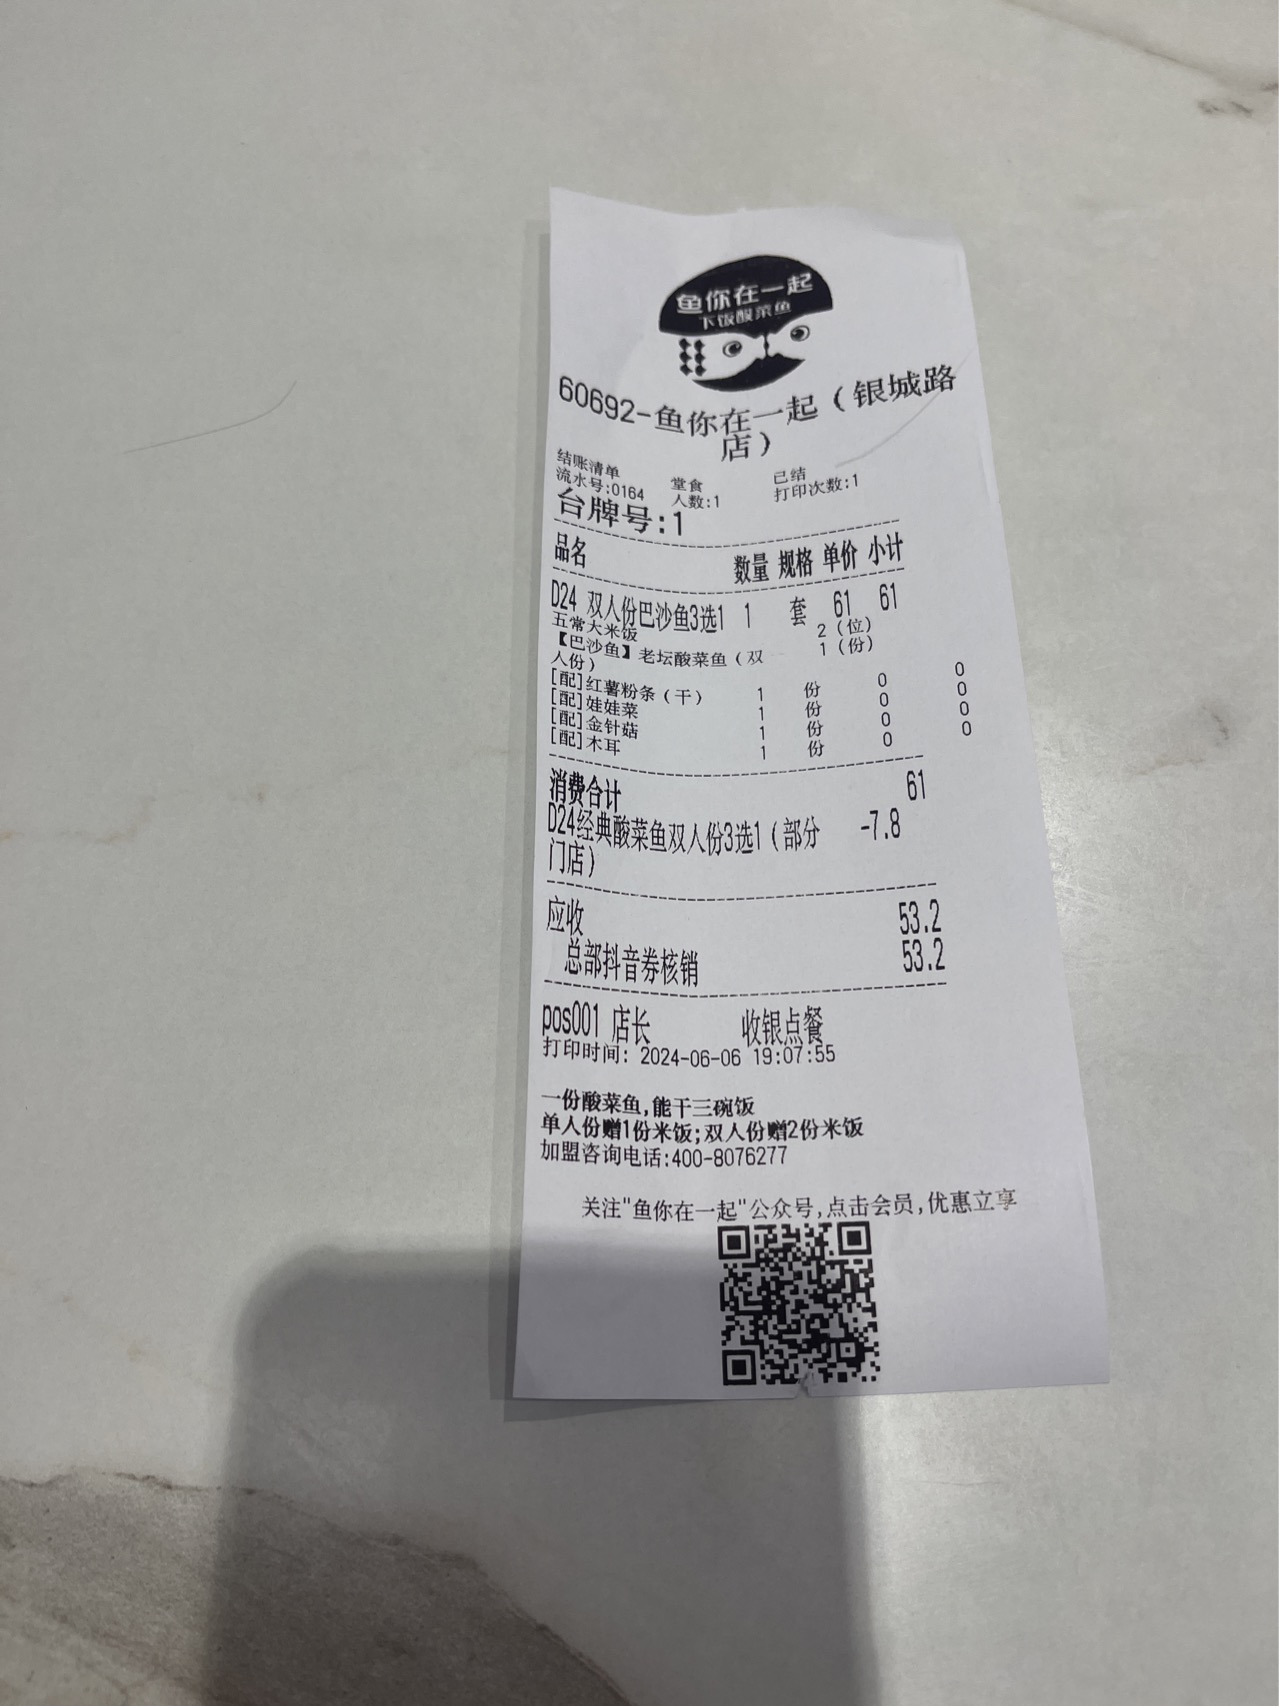 鱼你在一起
下饭酸菜鱼
60692-鱼你在一起（银城路
店）
结账清单 堂食 已结
流水号:0164 人数:1 打印次数:1
台牌号:1
品名 数量 规格 单价 小计
D24 双人份巴沙鱼3选1 1 套 61 61
五常大米饭 2（位）
【巴沙鱼】老坛酸菜鱼（双 1（份）
人份）
[配]红薯粉条（干） 1 份 0 0
[配]娃娃菜 1 份 0 0
[配]金针菇 1 份 0 0
[配]木耳 1 份 0 0
消费合计 61
D24经典酸菜鱼双人份3选1（部分 -7.8
门店）
应收 53.2
总部抖音券核销 53.2
pos001 店长 收银点餐
打印时间: 2024-06-06 19:07:55
一份酸菜鱼,能干三碗饭
单人份赠1份米饭;双人份赠2份米饭
加盟咨询电话:400-8076277
关注"鱼你在一起"公众号,点击会员,优惠立享